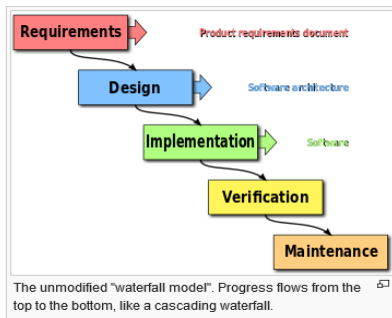 Requirements
Product requirements document
Design
Software architecture
Implementation
Software
Verification
Maintenance
The unmodified "waterfall model". Progress flows from the
top to the bottom, like a cascading waterfall.